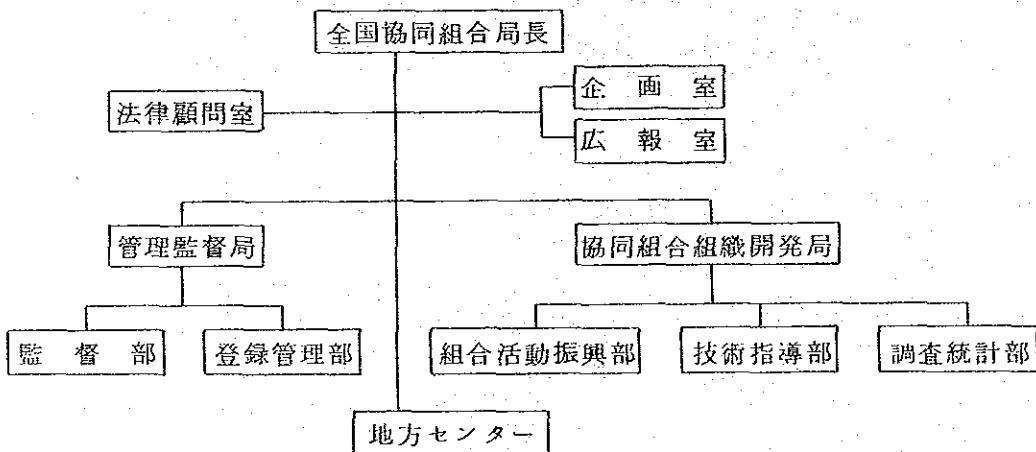 全国協同組合局長
企画室
法律顧問室
広報室
管理監督局
協同組合組織開発局
監督部
登録管理部
組合活動振興部
技術指導部
調査統計部
地方センター